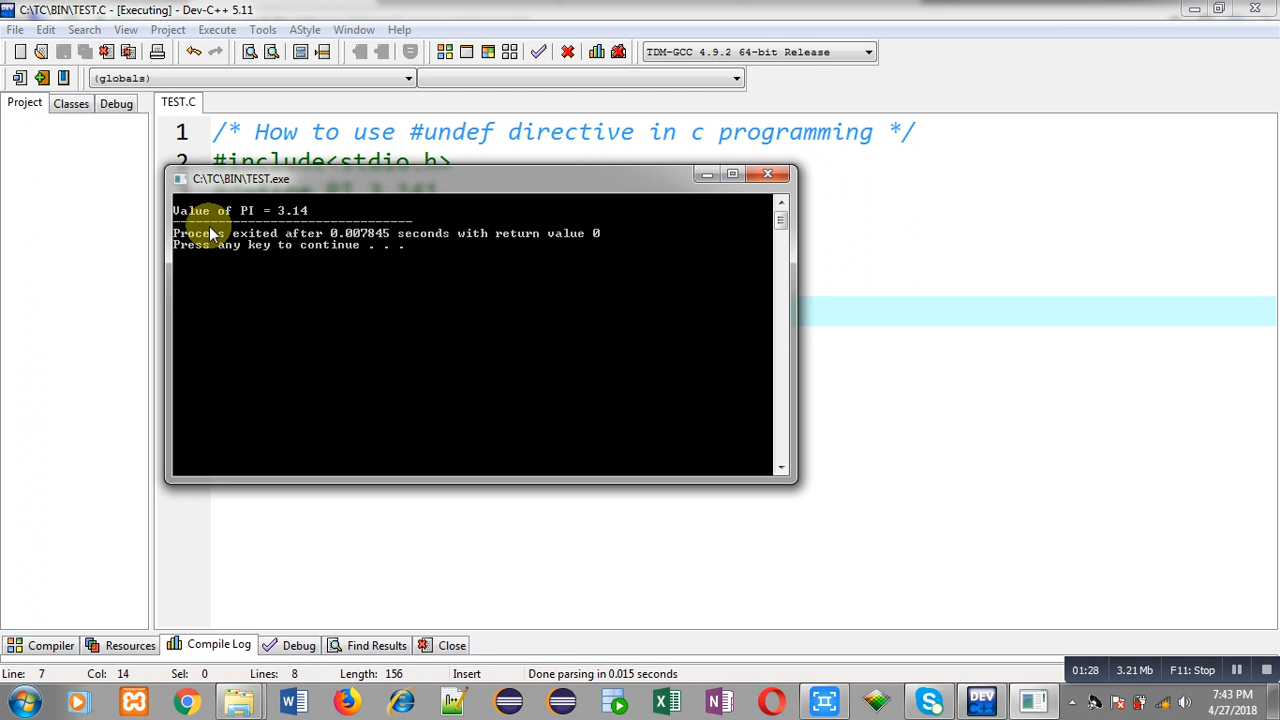 C:\TC\BIN\TEST.C - [Executing] - Dev-C++ 5.11
File Edit Search View Project Execute Tools AStyle Window Help
TDM-GCC 4.9.2 64-bit Release
(globals)
Project Classes Debug TEST.C
1 /* How to use #undef directive in c programming */
2 #include<stdio.h>
C:\TC\BIN\TEST.exe
Value of PI = 3.14
--------------------------------
Process exited after 0.007845 seconds with return value 0
Press any key to continue . . .
Compiler Resources Compile Log Debug Find Results Close
Line: 7 Col: 14 Sel: 0 Lines: 8 Length: 156 Insert Done parsing in 0.015 seconds
01:28 3.21 Mb F11: Stop
DEV
7:43 PM
4/27/2018